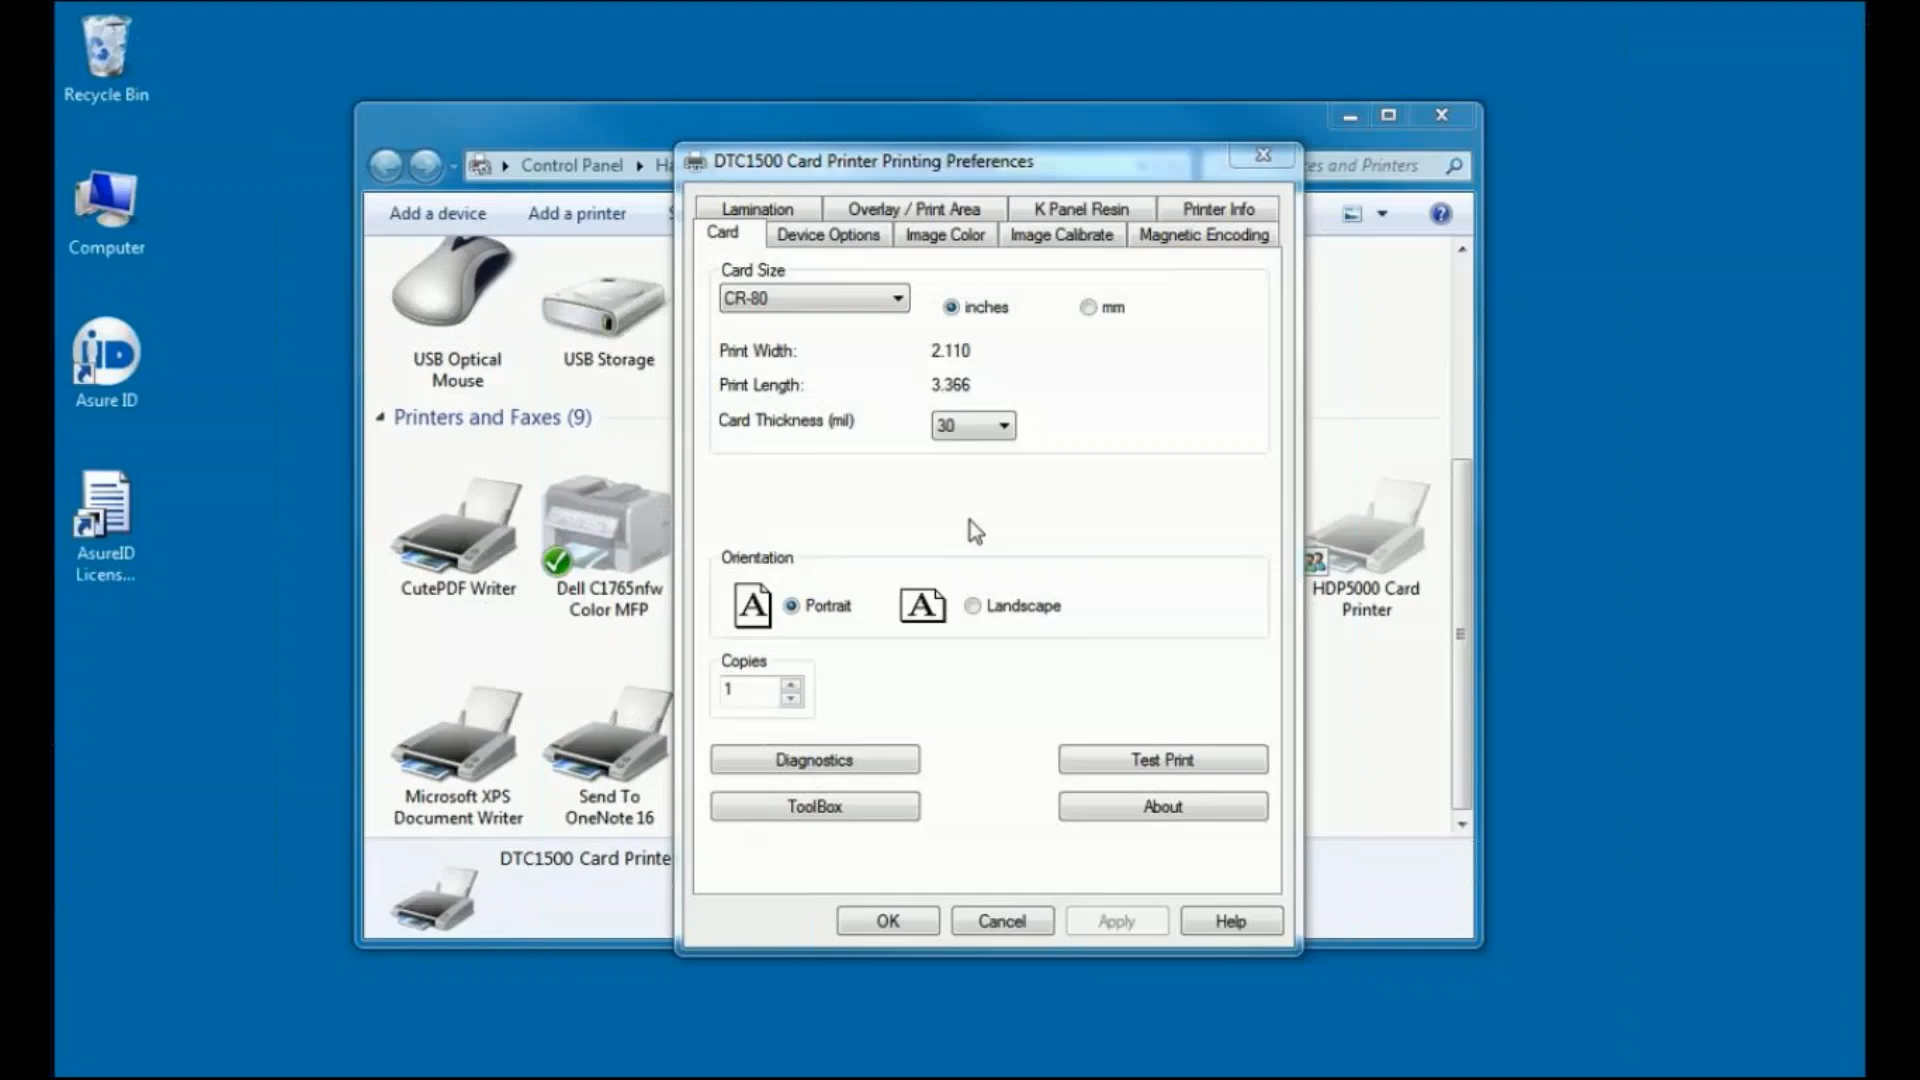 Recycle Bin
Computer
Asure ID
AsureID
Licens...
Control Panel
Ha
es and Printers
Add a device
Add a printer
USB Optical
Mouse
USB Storage
Printers and Faxes (9)
CutePDF Writer
Dell C1765nfw
Color MFP
HDP5000 Card
Printer
Microsoft XPS
Document Writer
Send To
OneNote 16
DTC1500 Card Printe
DTC1500 Card Printer Printing Preferences
Lamination
Overlay / Print Area
K Panel Resin
Printer Info
Card
Device Options
Image Color
Image Calibrate
Magnetic Encoding
Card Size
CR-80
inches
mm
Print Width: 2.110
Print Length: 3.366
Card Thickness (mil) 30
Orientation
A Portrait
A Landscape
Copies
1
Diagnostics
Test Print
ToolBox
About
OK
Cancel
Apply
Help